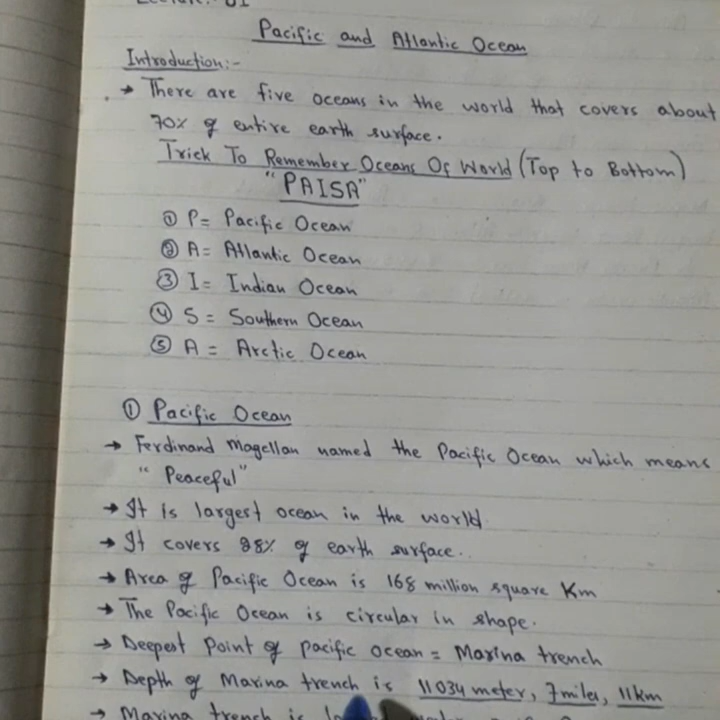 Lecture: 01
Pacific and Atlantic Ocean
Introduction:-
→ There are five oceans in the world that covers about
70% of entire earth surface.
Trick To Remember Oceans Of World (Top to Bottom)
"PAISA"
① P= Pacific Ocean
② A= Atlantic Ocean
③ I= Indian Ocean
④ S = Southern Ocean
⑤ A = Arctic Ocean
① Pacific Ocean
→ Ferdinand Magellan named the Pacific Ocean which means
"Peaceful"
→ It is largest ocean in the world
→ It covers 28% of earth surface..
→ Area of Pacific Ocean is 168 million square Km
→ The Pacific Ocean is circular in shape.
→ Deepest Point of pacific ocean = Marina trench
→ Depth of Marina trench is 11034 meter, 7miles, 11km
→ Marina trench is